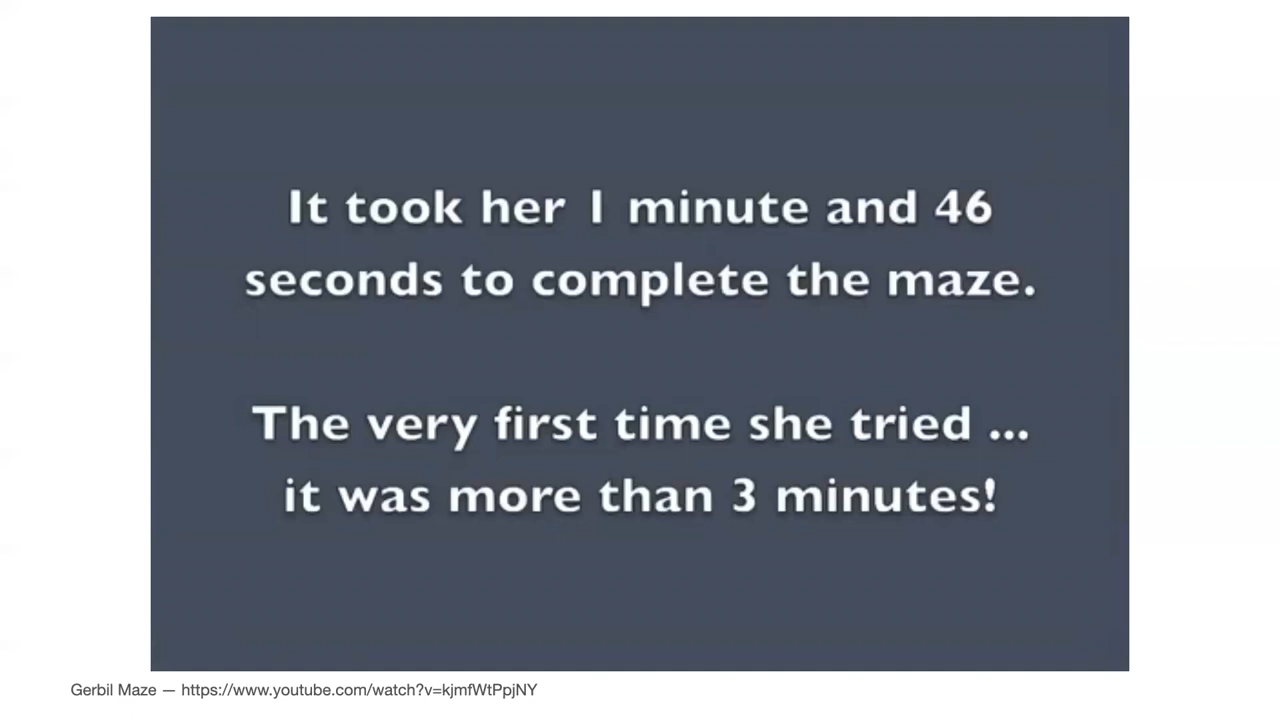 It took her 1 minute and 46
seconds to complete the maze.
The very first time she tried ...
it was more than 3 minutes!
Gerbil Maze — https://www.youtube.com/watch?v=kjmfWtPpjNY